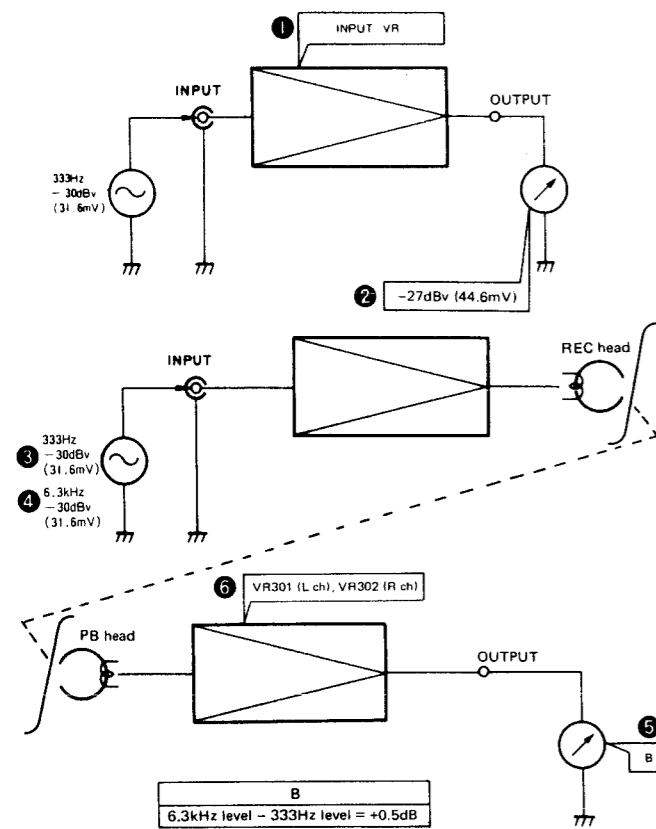 1
INPUT VR
INPUT
OUTPUT
333Hz
− 30dBv
(31.6mV)
2
−27dBv (44.6mV)
REC head
INPUT
3
333Hz
− 30dBv
(31.6mV)
4
6.3kHz
− 30dBv
(31.6mV)
6
VR301 (L ch), VR302 (R ch)
PB head
OUTPUT
5
B
B
6.3kHz level − 333Hz level = +0.5dB